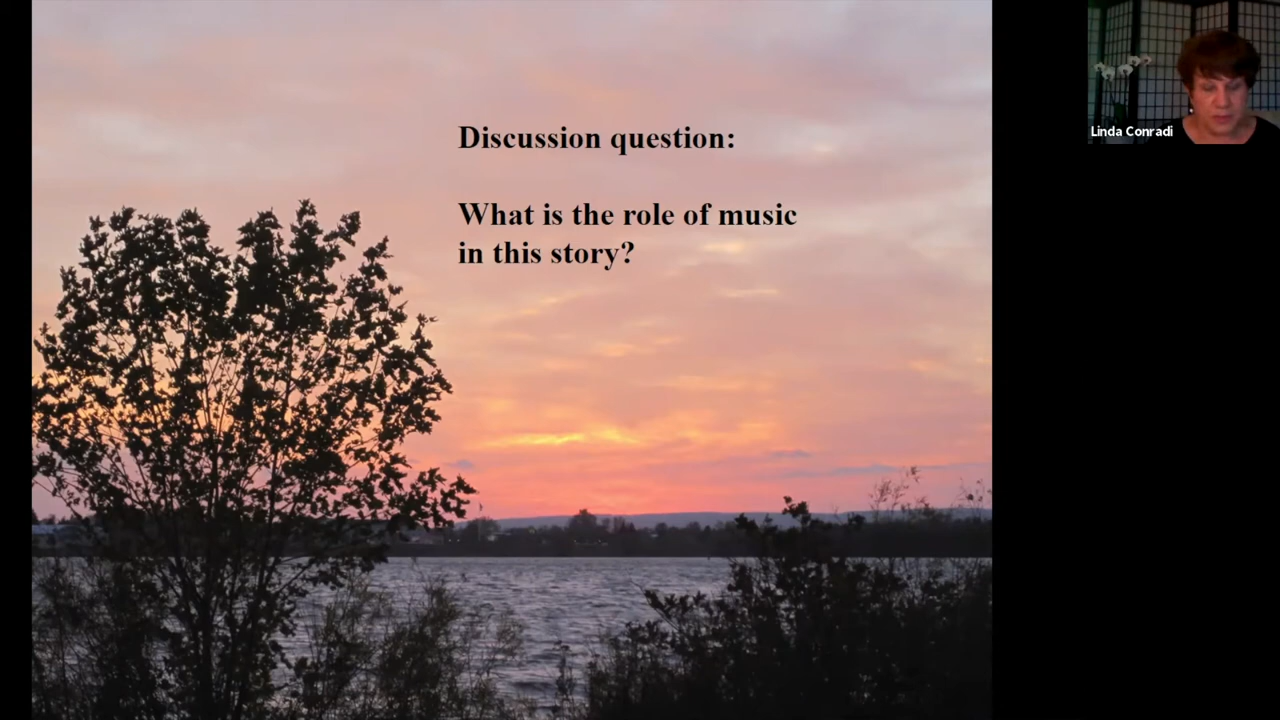 Discussion question:
What is the role of music
in this story?
Linda Conradi